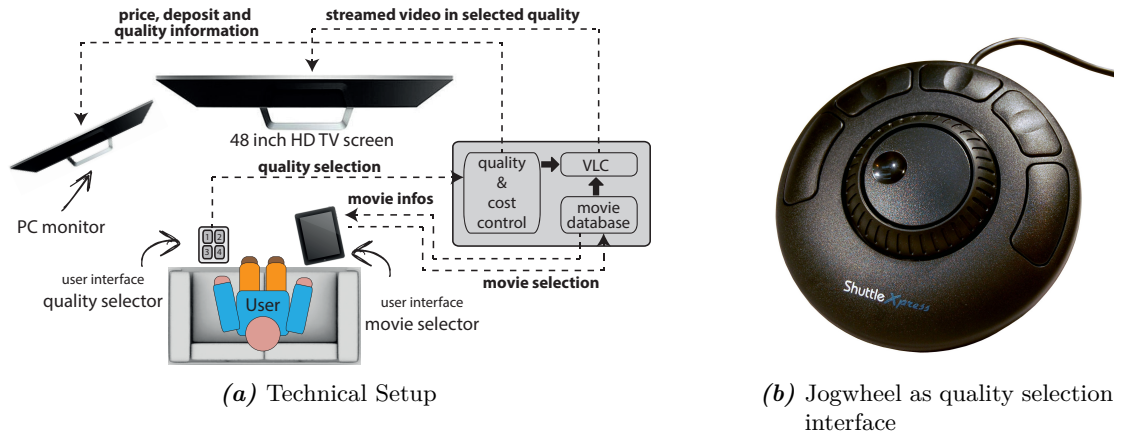 price, deposit and
quality information
streamed video in selected quality
48 inch HD TV screen
quality selection
quality
&
cost
control
VLC
movie
database
PC monitor
movie infos
1 2
3 4
movie selection
user interface
quality selector
User
user interface
movie selector
ShuttleXpress
(a) Technical Setup
(b) Jogwheel as quality selection
interface